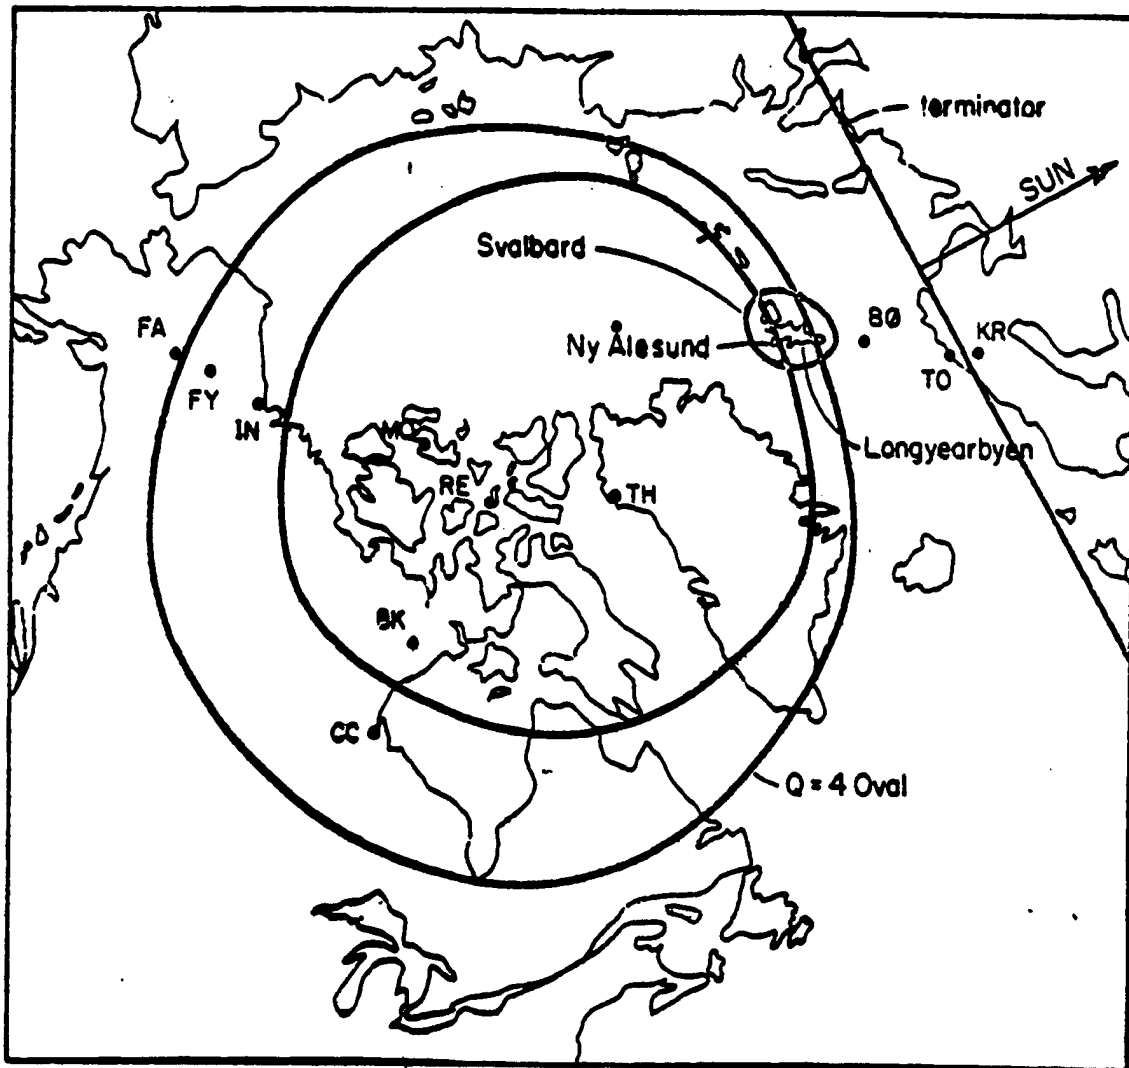 terminator
SUN
Svalbard
FA
BØ
Ny Ålesund
KR
FY
TO
IN
MO
Longyearbyen
RE
TH
BK
CC
Q = 4 Oval